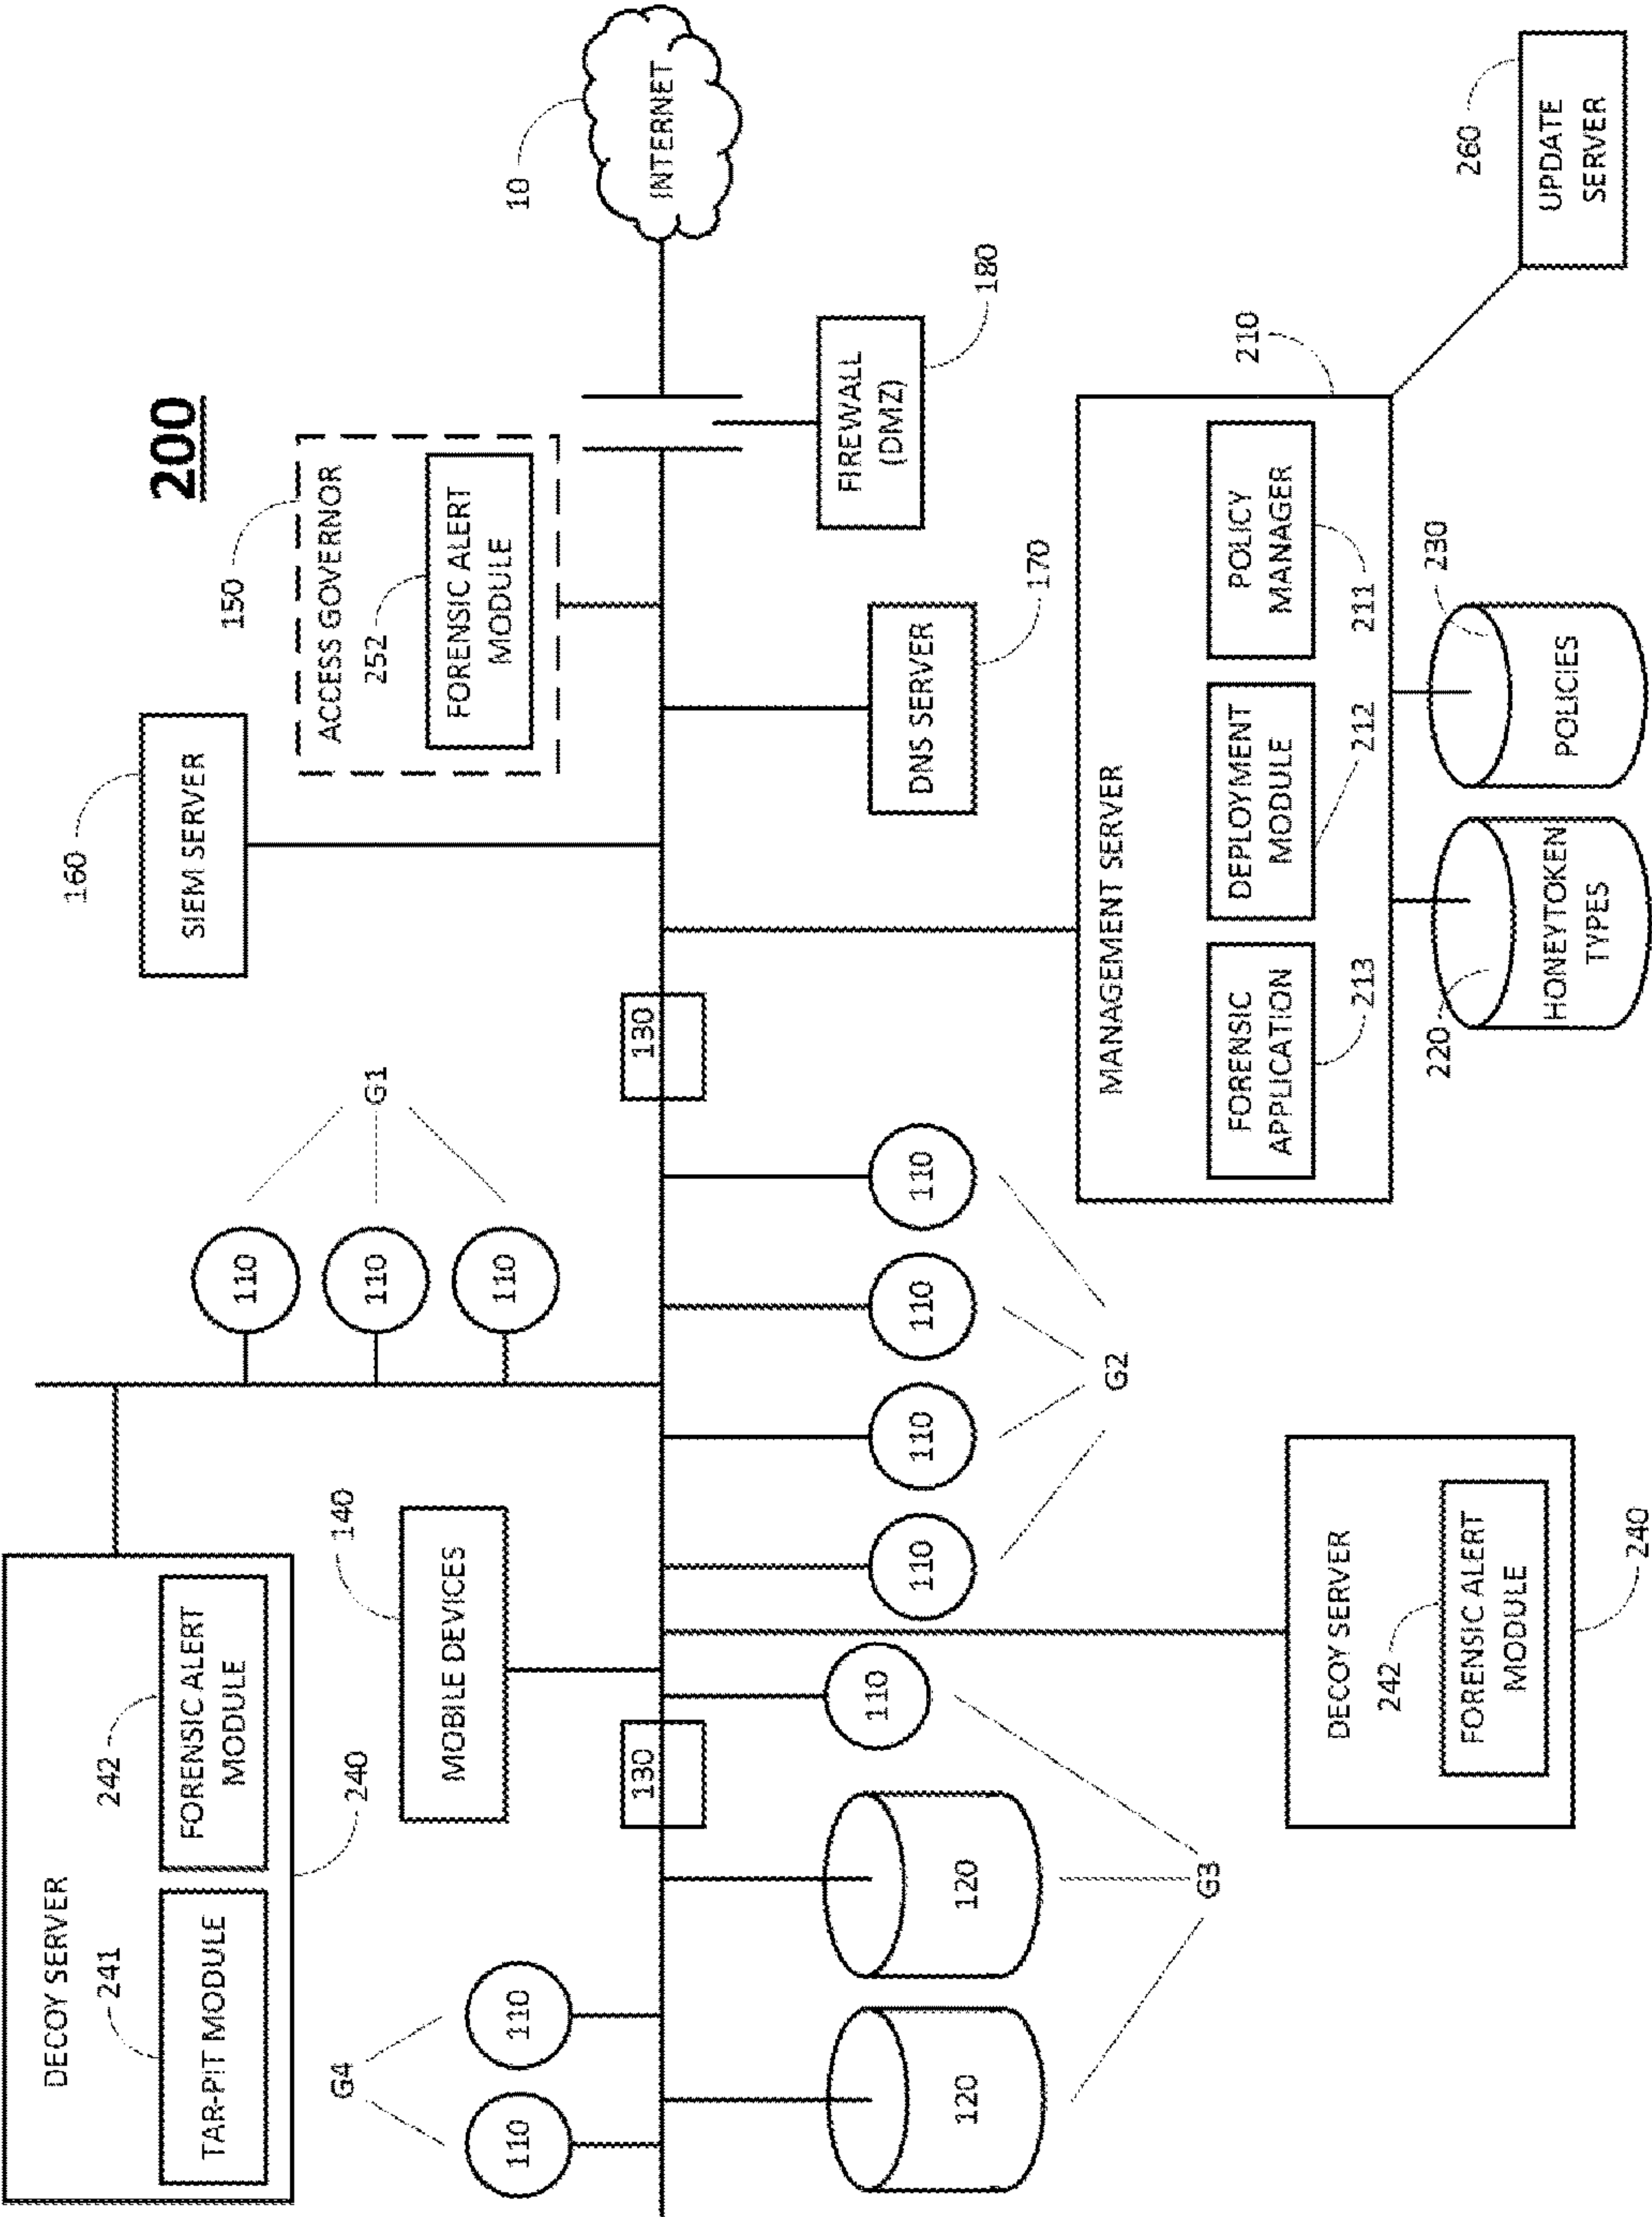 200
DECOY SERVER
241
TAR-PIT MODULE
242
FORENSIC ALERT
MODULE
240
G4
110
110
140
MOBILE DEVICES
110
110
110
G1
160
SIEM SERVER
150
ACCESS GOVERNOR
252
FORENSIC ALERT
MODULE
10
INTERNET
130
130
120
120
110
G3
110
110
110
110
G2
DNS SERVER
170
FIREWALL
(DMZ)
180
DECOY SERVER
242
FORENSIC ALERT
MODULE
240
MANAGEMENT SERVER
210
FORENSIC
APPLICATION
213
DEPLOYMENT
MODULE
212
POLICY
MANAGER
211
220
HONEYTOKEN
TYPES
230
POLICIES
260
UPDATE
SERVER